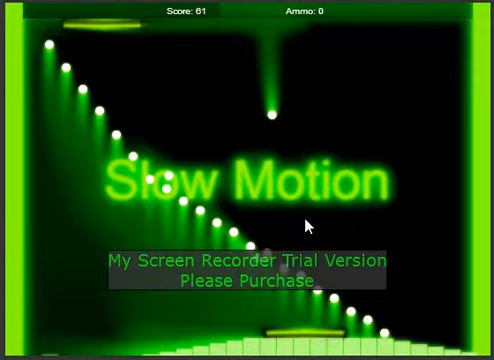 Score: 61 Ammo: 0
Slow Motion
My Screen Recorder Trial Version
Please Purchase